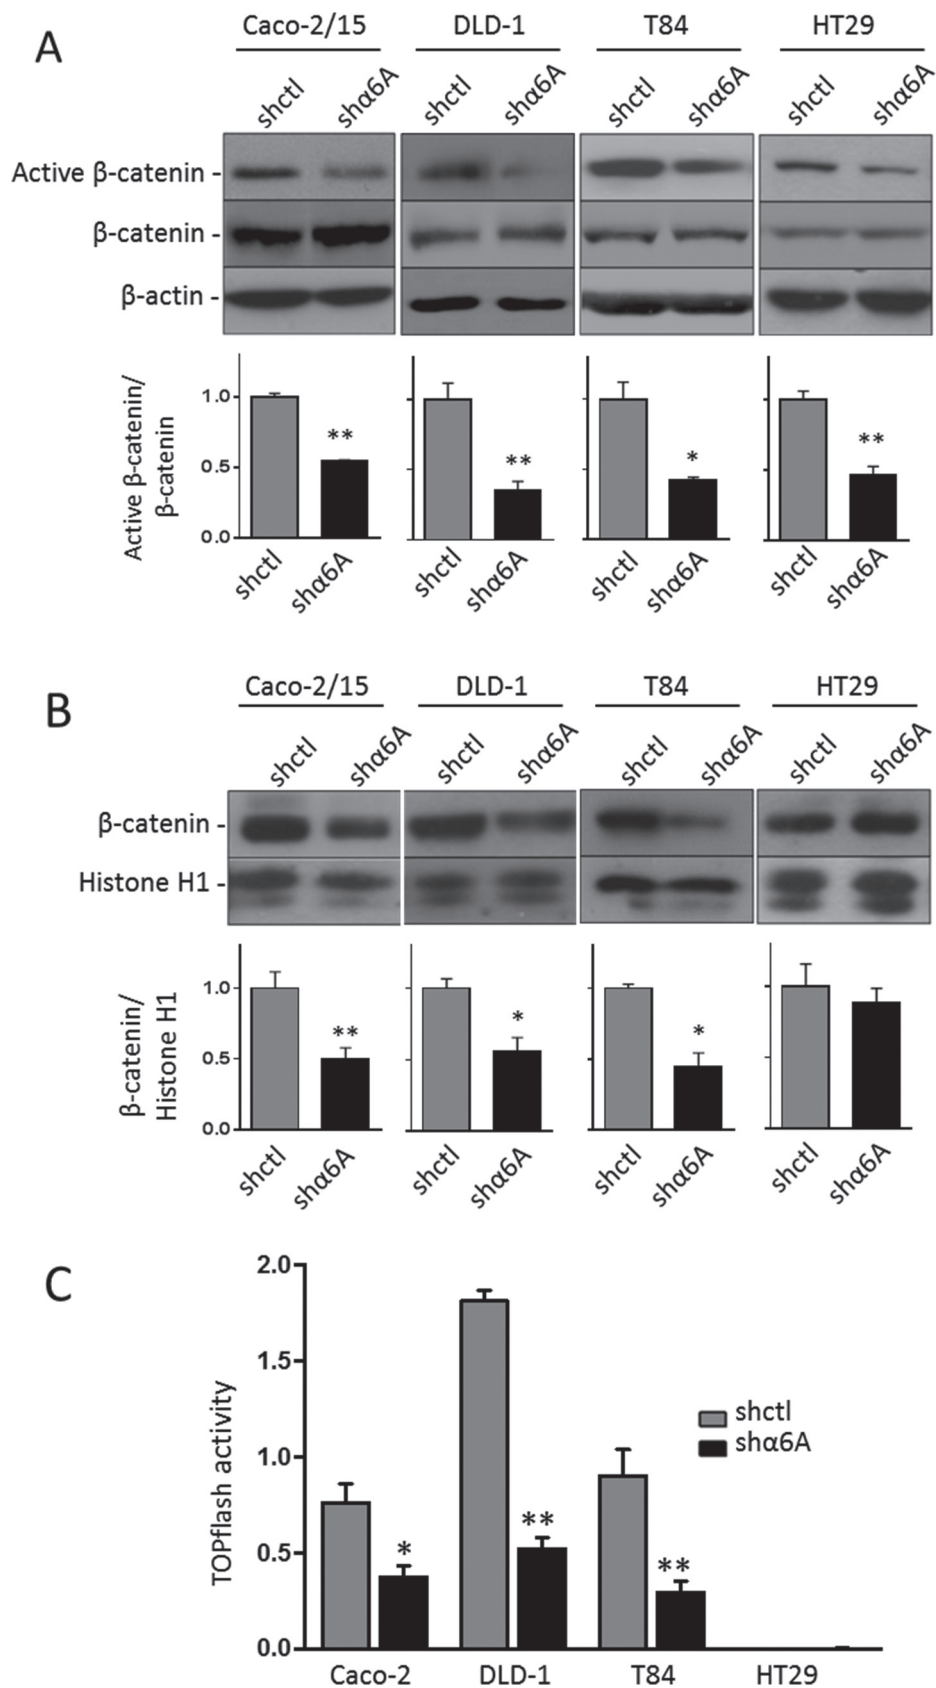 A
Caco-2/15 DLD-1 T84 HT29
shctl shα6A shctl shα6A shctl shα6A shctl shα6A
Active β-catenin -
β-catenin -
β-actin -
Active β-catenin/
β-catenin
1.0
0.5
0.0
** ** * **
shctl shα6A shctl shα6A shctl shα6A shctl shα6A
B
Caco-2/15 DLD-1 T84 HT29
shctl shα6A shctl shα6A shctl shα6A shctl shα6A
β-catenin -
Histone H1 -
β-catenin/
Histone H1
1.0
0.5
0.0
** * *
shctl shα6A shctl shα6A shctl shα6A shctl shα6A
C
TOPflash activity
2.0
1.5
1.0
0.5
0.0
shctl
shα6A
* ** **
Caco-2 DLD-1 T84 HT29